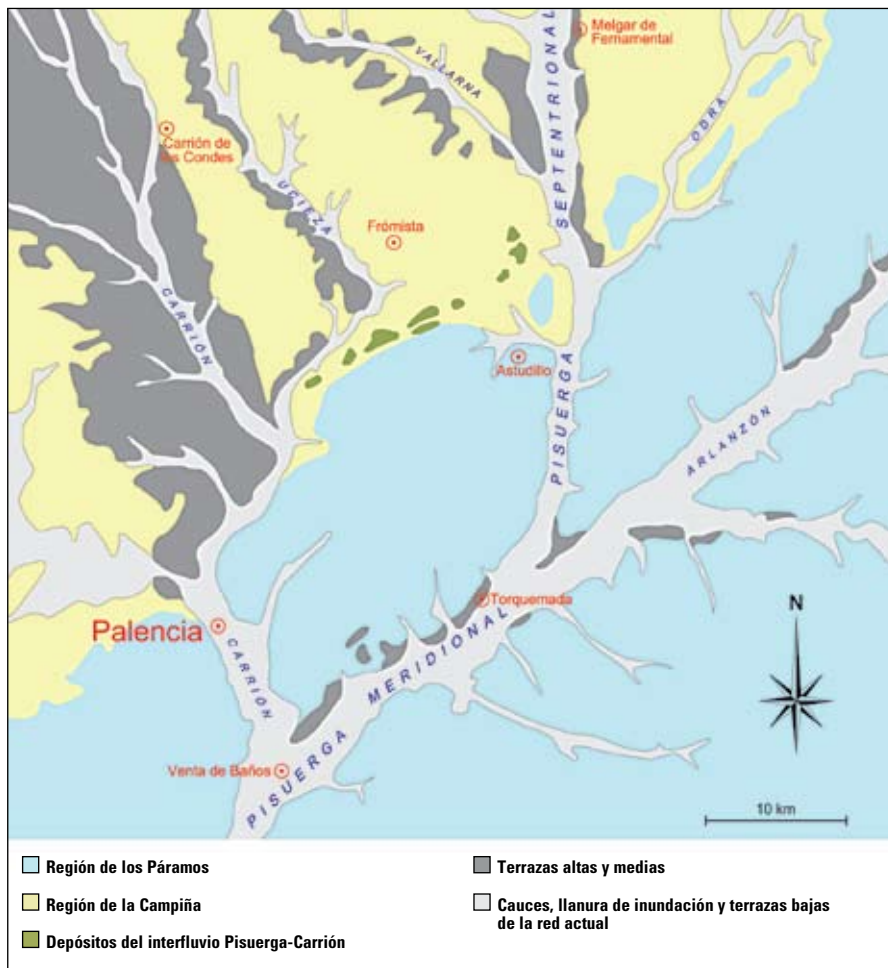 Melgar de
Fernamental
VALLARNA
SEPTENTRIONAL
ODRA
Carrión de
los Condes
UCIEZA
Frómista
CARRIÓN
Astudillo
PISUERGA
ARLANZÓN
Torquemada
N
Palencia
CARRIÓN
MERIDIONAL
Venta de Baños
PISUERGA
10 km
Región de los Páramos
Región de la Campiña
Depósitos del interfluvio Pisuerga-Carrión
Terrazas altas y medias
Cauces, llanura de inundación y terrazas bajas
de la red actual